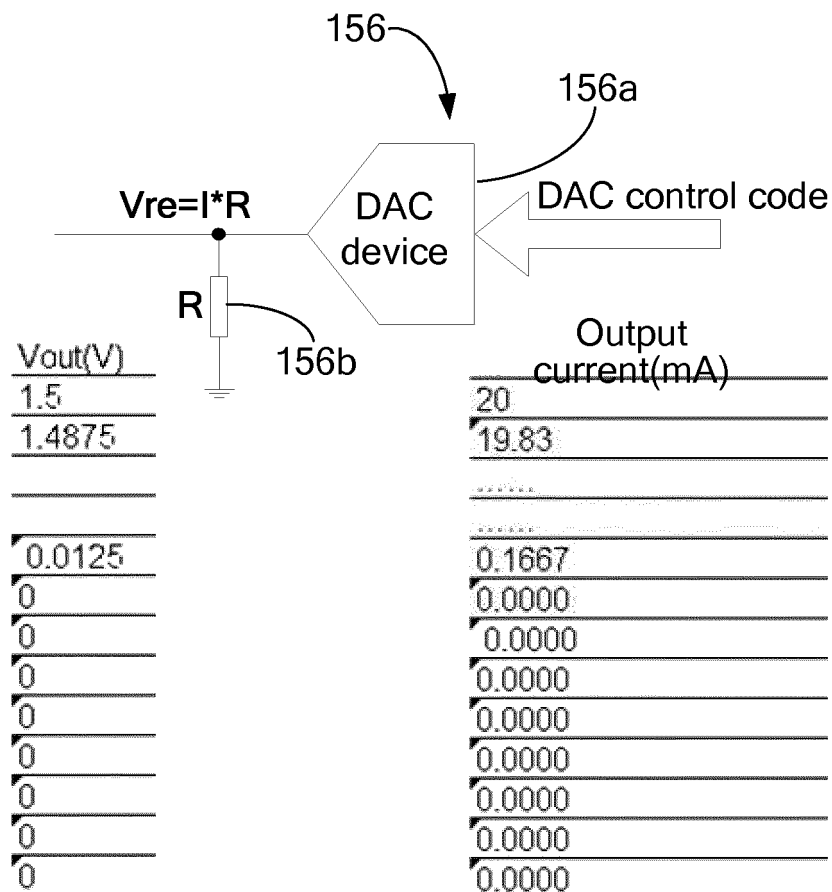 156
156a
Vre=I*R
DAC
device
DAC control code
R
156b
Vout(V)
1.5
1.4875
0.0125
0
0
0
0
0
0
0
0
Output
current(mA)
20
19.83
......
......
0.1667
0.0000
0.0000
0.0000
0.0000
0.0000
0.0000
0.0000
0.0000